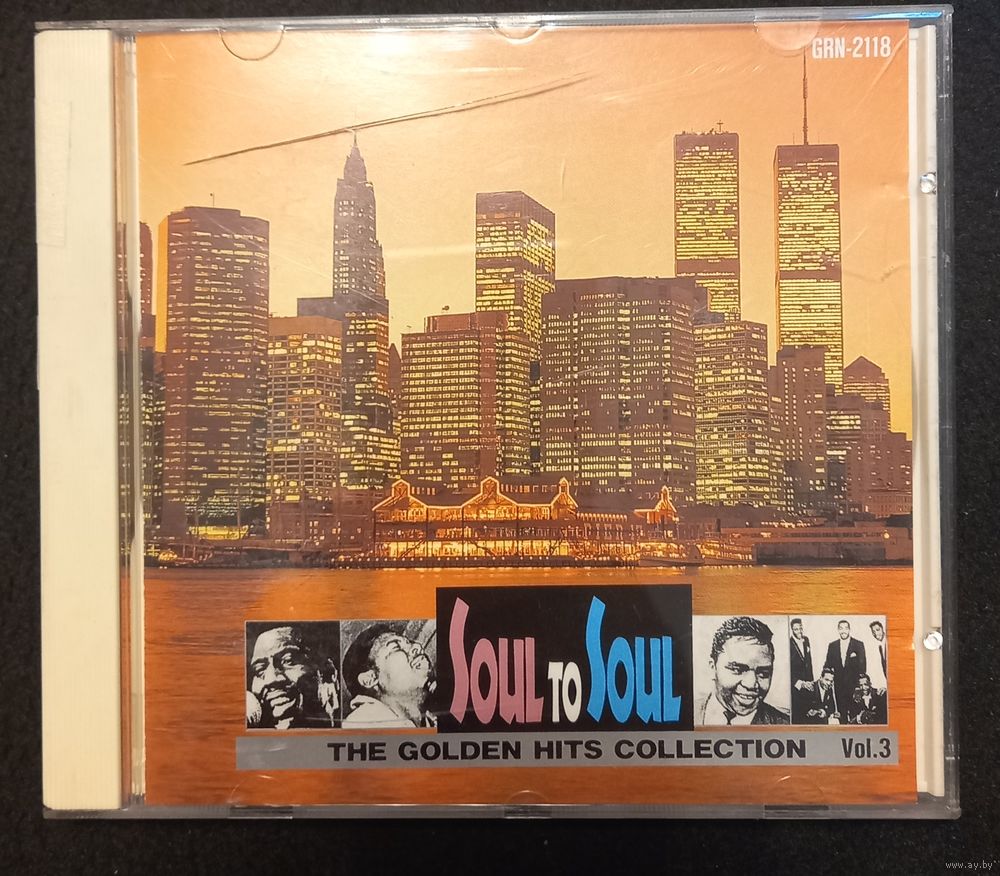 GRN-2118
SOUL TO SOUL
THE GOLDEN HITS COLLECTION Vol.3
www.ay.by